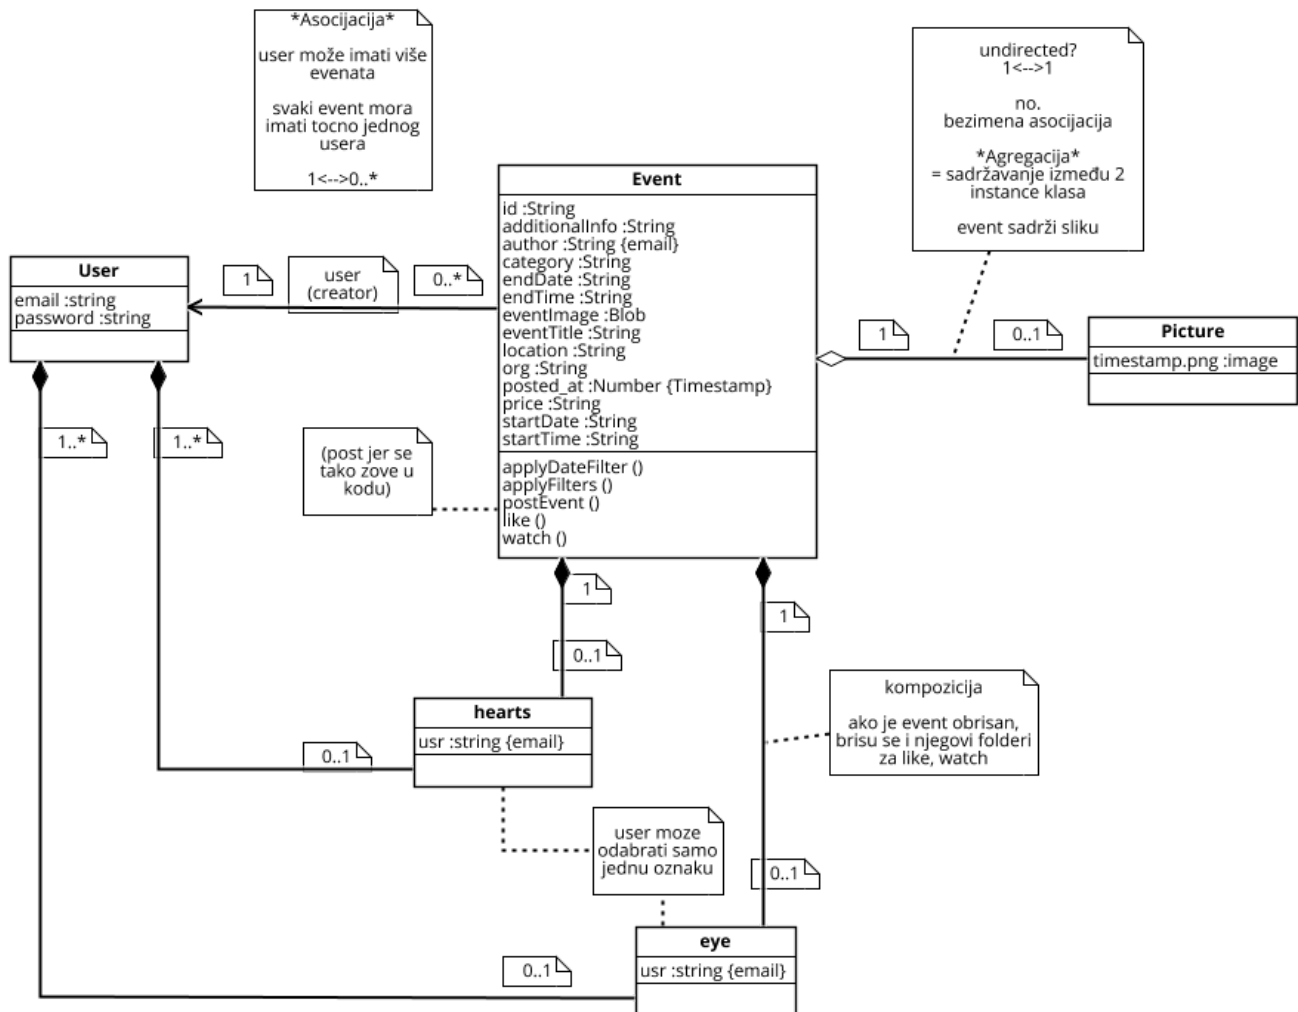 *Asocijacija*
user može imati više
evenata
svaki event mora
imati tocno jednog
usera
1<-->0..*
undirected?
1<-->1
no.
bezimena asocijacija
*Agregacija*
= sadržavanje između 2
instance klasa
event sadrži sliku
Event
id :String
additionalInfo :String
author :String {email}
category :String
endDate :String
endTime :String
eventImage :Blob
eventTitle :String
location :String
org :String
posted_at :Number {Timestamp}
price :String
startDate :String
startTime :String
applyDateFilter ()
applyFilters ()
postEvent ()
like ()
watch ()
User
email :string
password :string
1
user
(creator)
0..*
1
0..1
Picture
timestamp.png :image
1..*
1..*
(post jer se
tako zove u
kodu)
1
1
0..1
kompozicija
ako je event obrisan,
brisu se i njegovi folderi
za like, watch
hearts
usr :string {email}
0..1
user moze
odabrati samo
jednu oznaku
0..1
eye
usr :string {email}
0..1